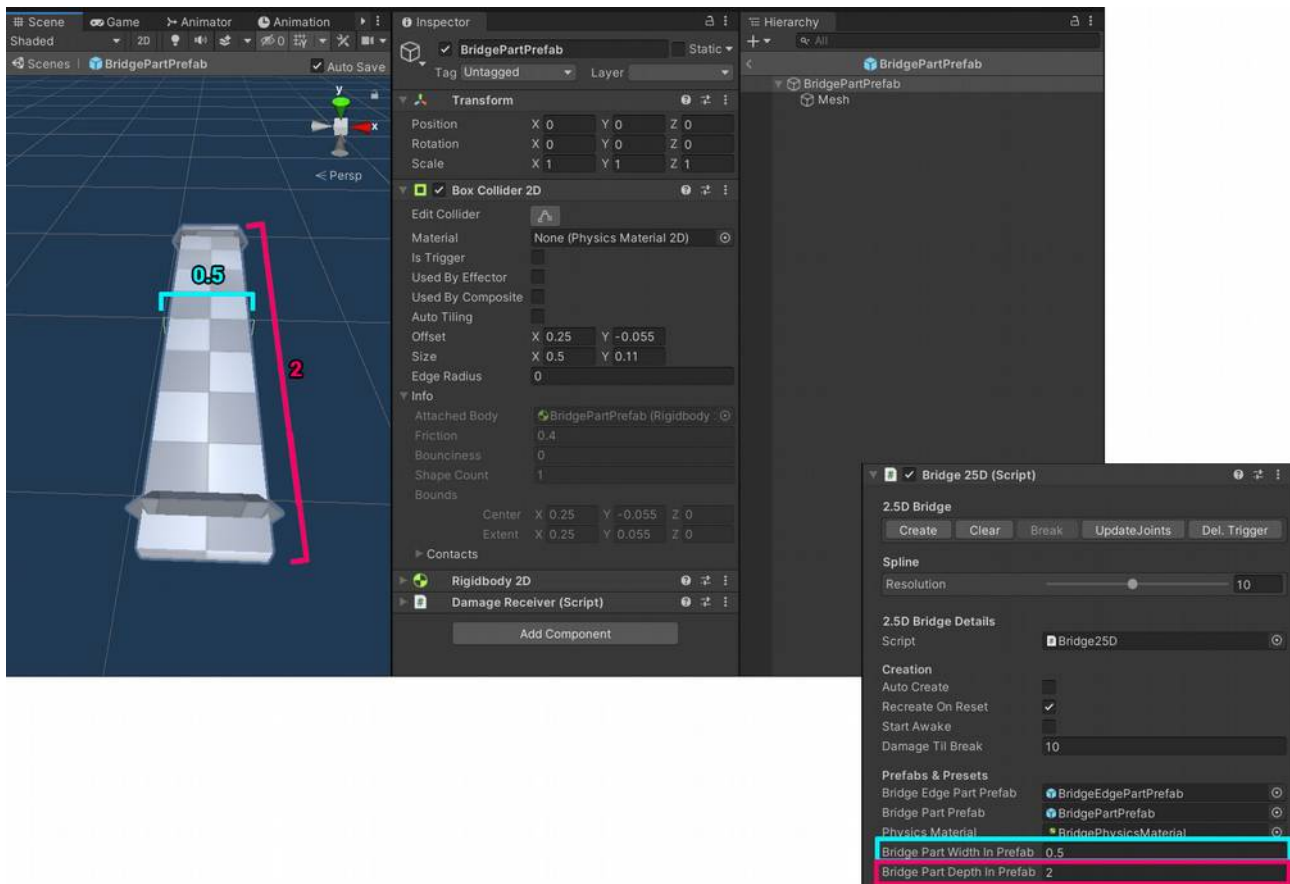 Scene Game Animator Animation
Shaded 2D 0
Scenes BridgePartPrefab Auto Save
y
x
Persp
0.5
2
Inspector
BridgePartPrefab Static
Tag Untagged Layer
Transform
Position X 0 Y 0 Z 0
Rotation X 0 Y 0 Z 0
Scale X 1 Y 1 Z 1
Box Collider 2D
Edit Collider
Material None (Physics Material 2D)
Is Trigger
Used By Effector
Used By Composite
Auto Tiling
Offset X 0.25 Y -0.055
Size X 0.5 Y 0.11
Edge Radius 0
Info
Attached Body BridgePartPrefab (Rigidbody
Friction 0.4
Bounciness 0
Shape Count 1
Bounds
Center X 0.25 Y -0.055 Z 0
Extent X 0.25 Y 0.055 Z 0
Contacts
Rigidbody 2D
Damage Receiver (Script)
Add Component
Hierarchy
All
BridgePartPrefab
BridgePartPrefab
Mesh
Bridge 25D (Script)
2.5D Bridge
Create Clear Break UpdateJoints Del. Trigger
Spline
Resolution 10
2.5D Bridge Details
Script Bridge25D
Creation
Auto Create
Recreate On Reset
Start Awake
Damage Til Break 10
Prefabs & Presets
Bridge Edge Part Prefab BridgeEdgePartPrefab
Bridge Part Prefab BridgePartPrefab
Physics Material BridgePhysicsMaterial
Bridge Part Width In Prefab 0.5
Bridge Part Depth In Prefab 2